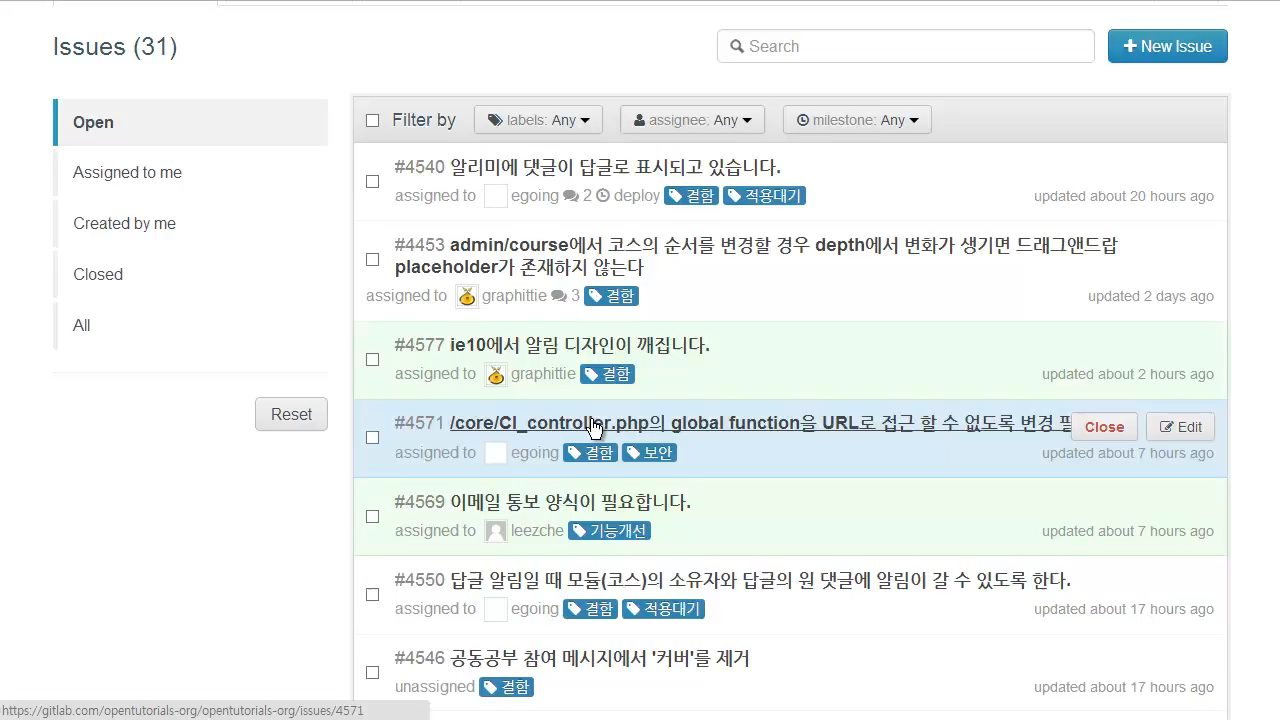 Issues (31)
Search
New Issue
Open
Assigned to me
Created by me
Closed
All
Reset
Filter by labels: Any assignee: Any milestone: Any
#4540 알리미에 댓글이 답글로 표시되고 있습니다.
assigned to egoing 2 deploy 결함 적용대기 updated about 20 hours ago
#4453 admin/course에서 코스의 순서를 변경할 경우 depth에서 변화가 생기면 드래그앤드랍
placeholder가 존재하지 않는다
assigned to graphittie 3 결함 updated 2 days ago
#4577 ie10에서 알림 디자인이 깨집니다.
assigned to graphittie 결함 updated about 2 hours ago
#4571 /core/CI_controller.php의 global function을 URL로 접근 할 수 없도록 변경 필 Close Edit
assigned to egoing 결함 보안 updated about 7 hours ago
#4569 이메일 통보 양식이 필요합니다.
assigned to leezche 기능개선 updated about 7 hours ago
#4550 답글 알림일 때 모듈(코스)의 소유자와 답글의 원 댓글에 알림이 갈 수 있도록 한다.
assigned to egoing 결함 적용대기 updated about 17 hours ago
#4546 공동공부 참여 메시지에서 '커버'를 제거
unassigned 결함 updated about 17 hours ago
https://gitlab.com/opentutorials-org/opentutorials-org/issues/4571